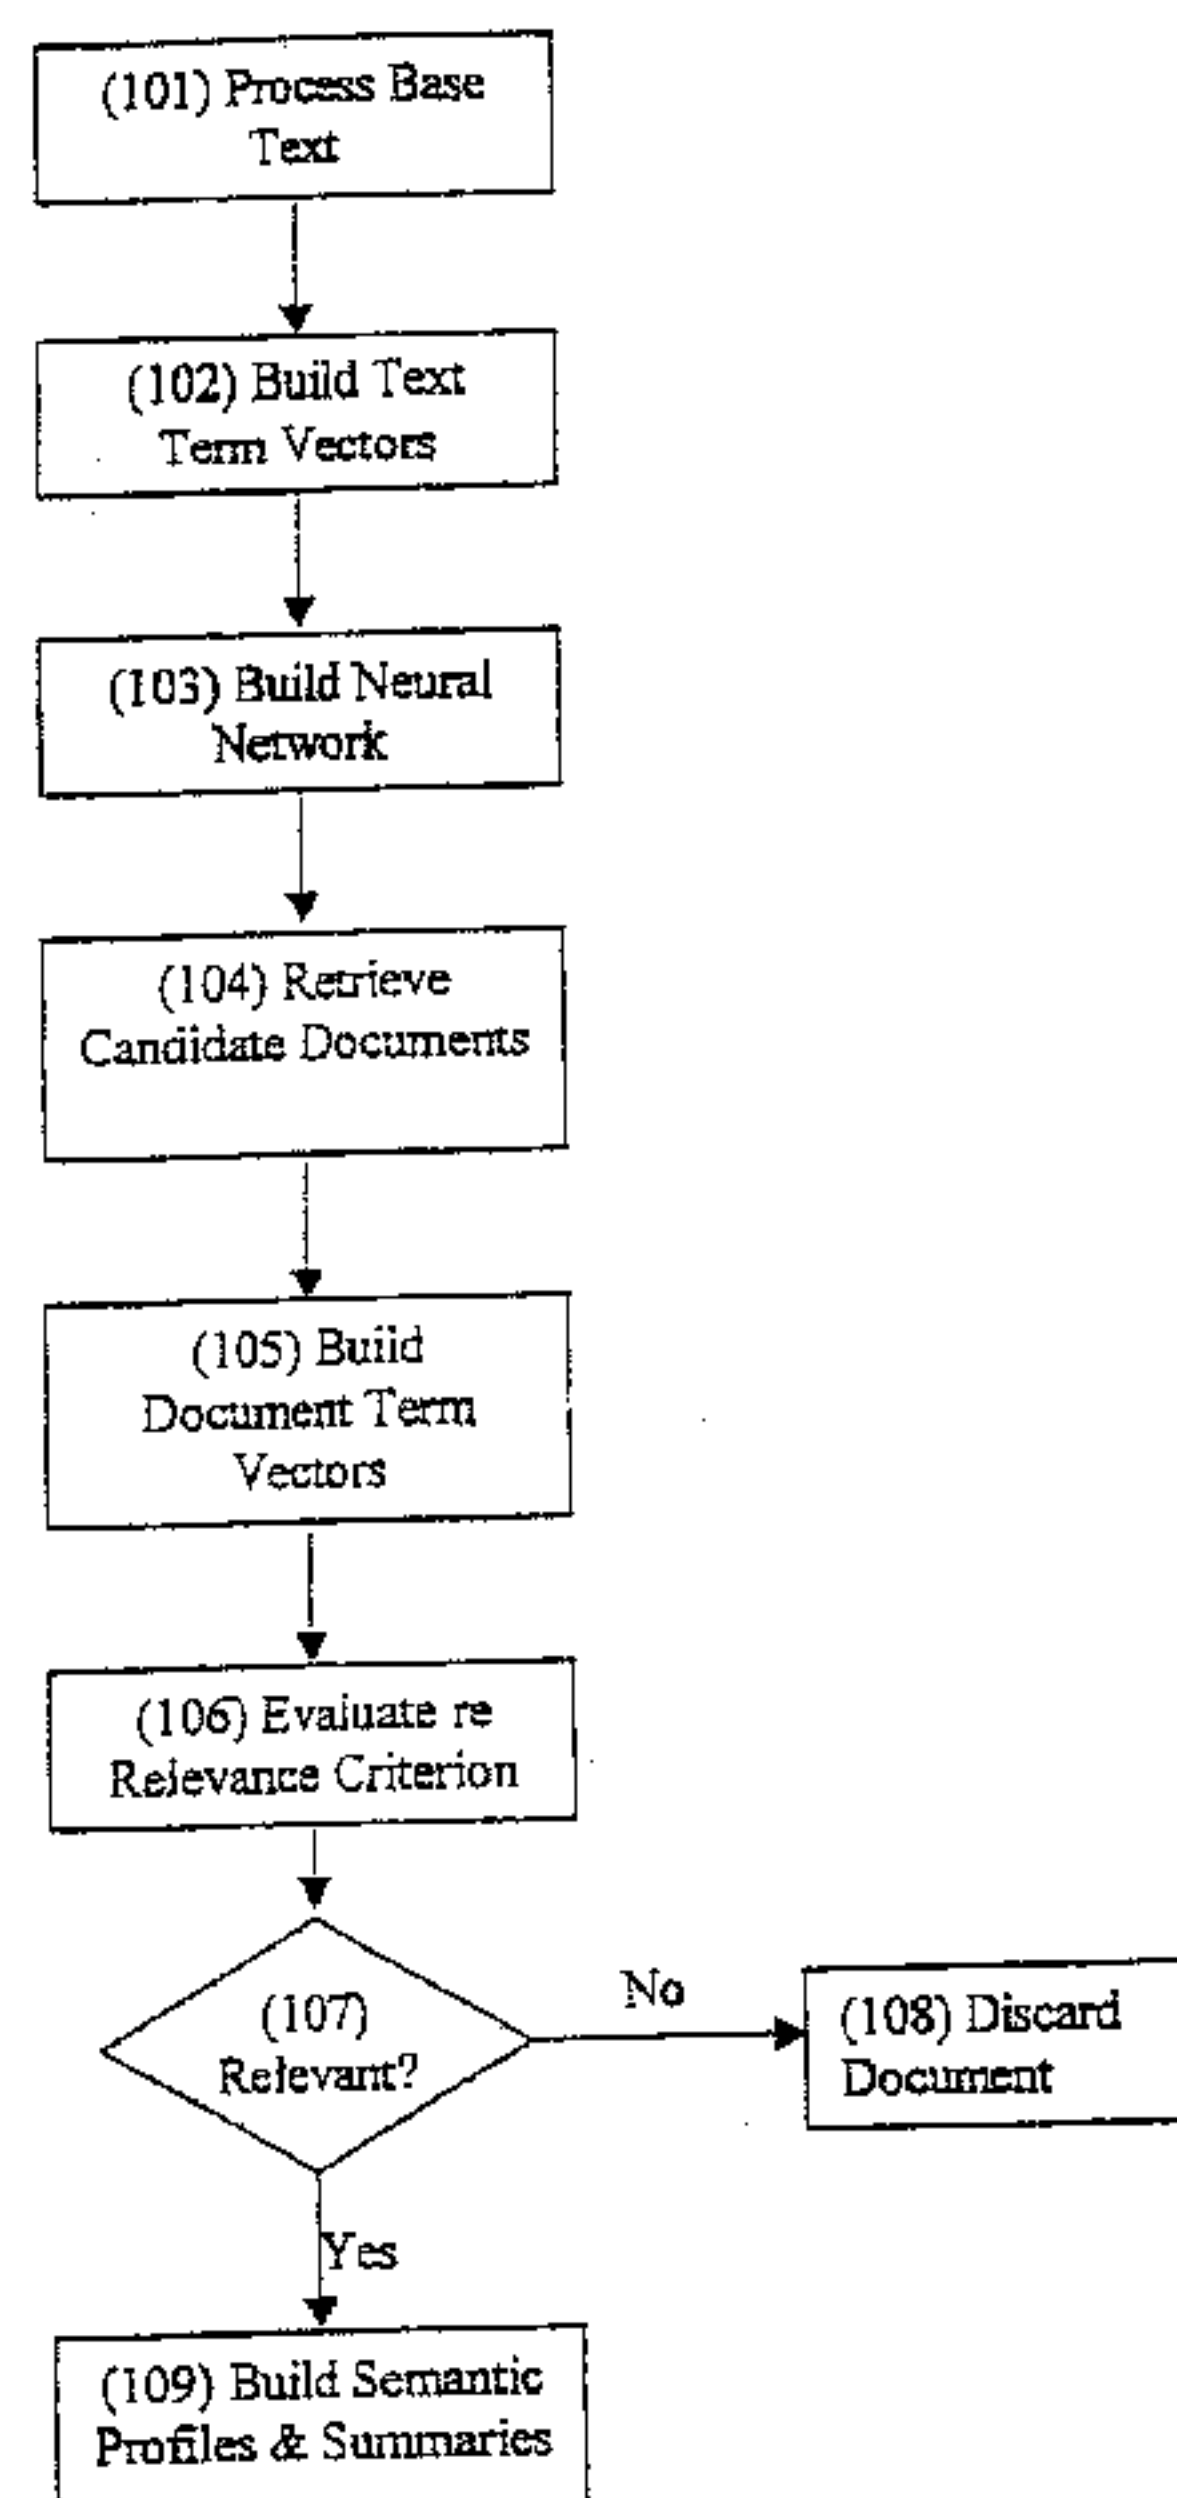 (101) Process Base
Text
(102) Build Text
Term Vectors
(103) Build Neural
Network
(104) Retrieve
Candidate Documents
(105) Build
Document Term
Vectors
(106) Evaluate re
Relevance Criterion
(107)
Relevant?
No
(108) Discard
Document
Yes
(109) Build Semantic
Profiles & Summaries